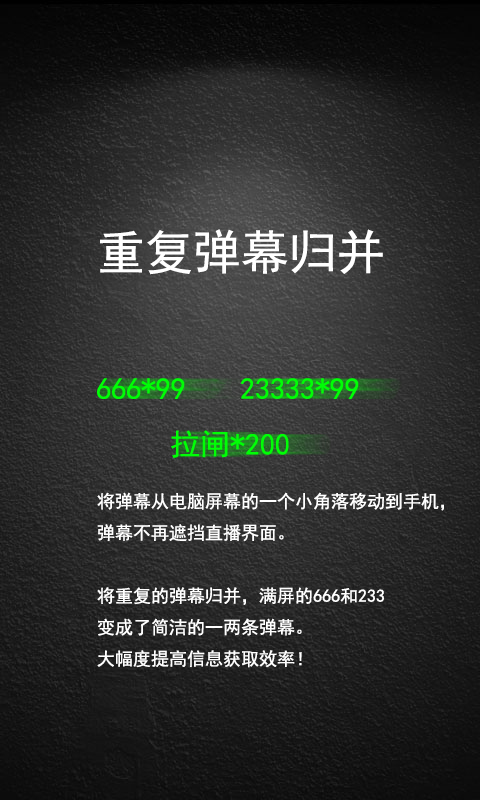 重复弹幕归并
666*99 23333*99
拉闸*200
将弹幕从电脑屏幕的一个小角落移动到手机，
弹幕不再遮挡直播界面。
将重复的弹幕归并，满屏的666和233
变成了简洁的一两条弹幕。
大幅度提高信息获取效率！